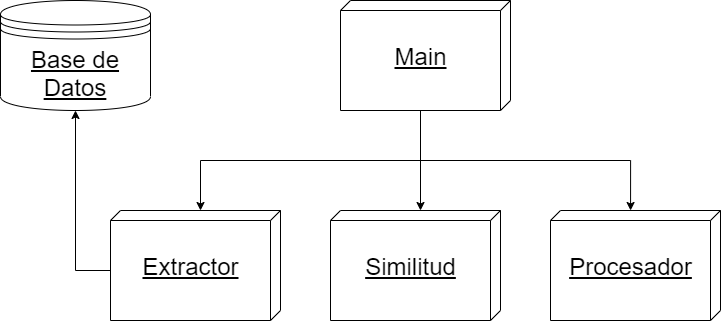 Base de
Datos
Main
Extractor
Similitud
Procesador